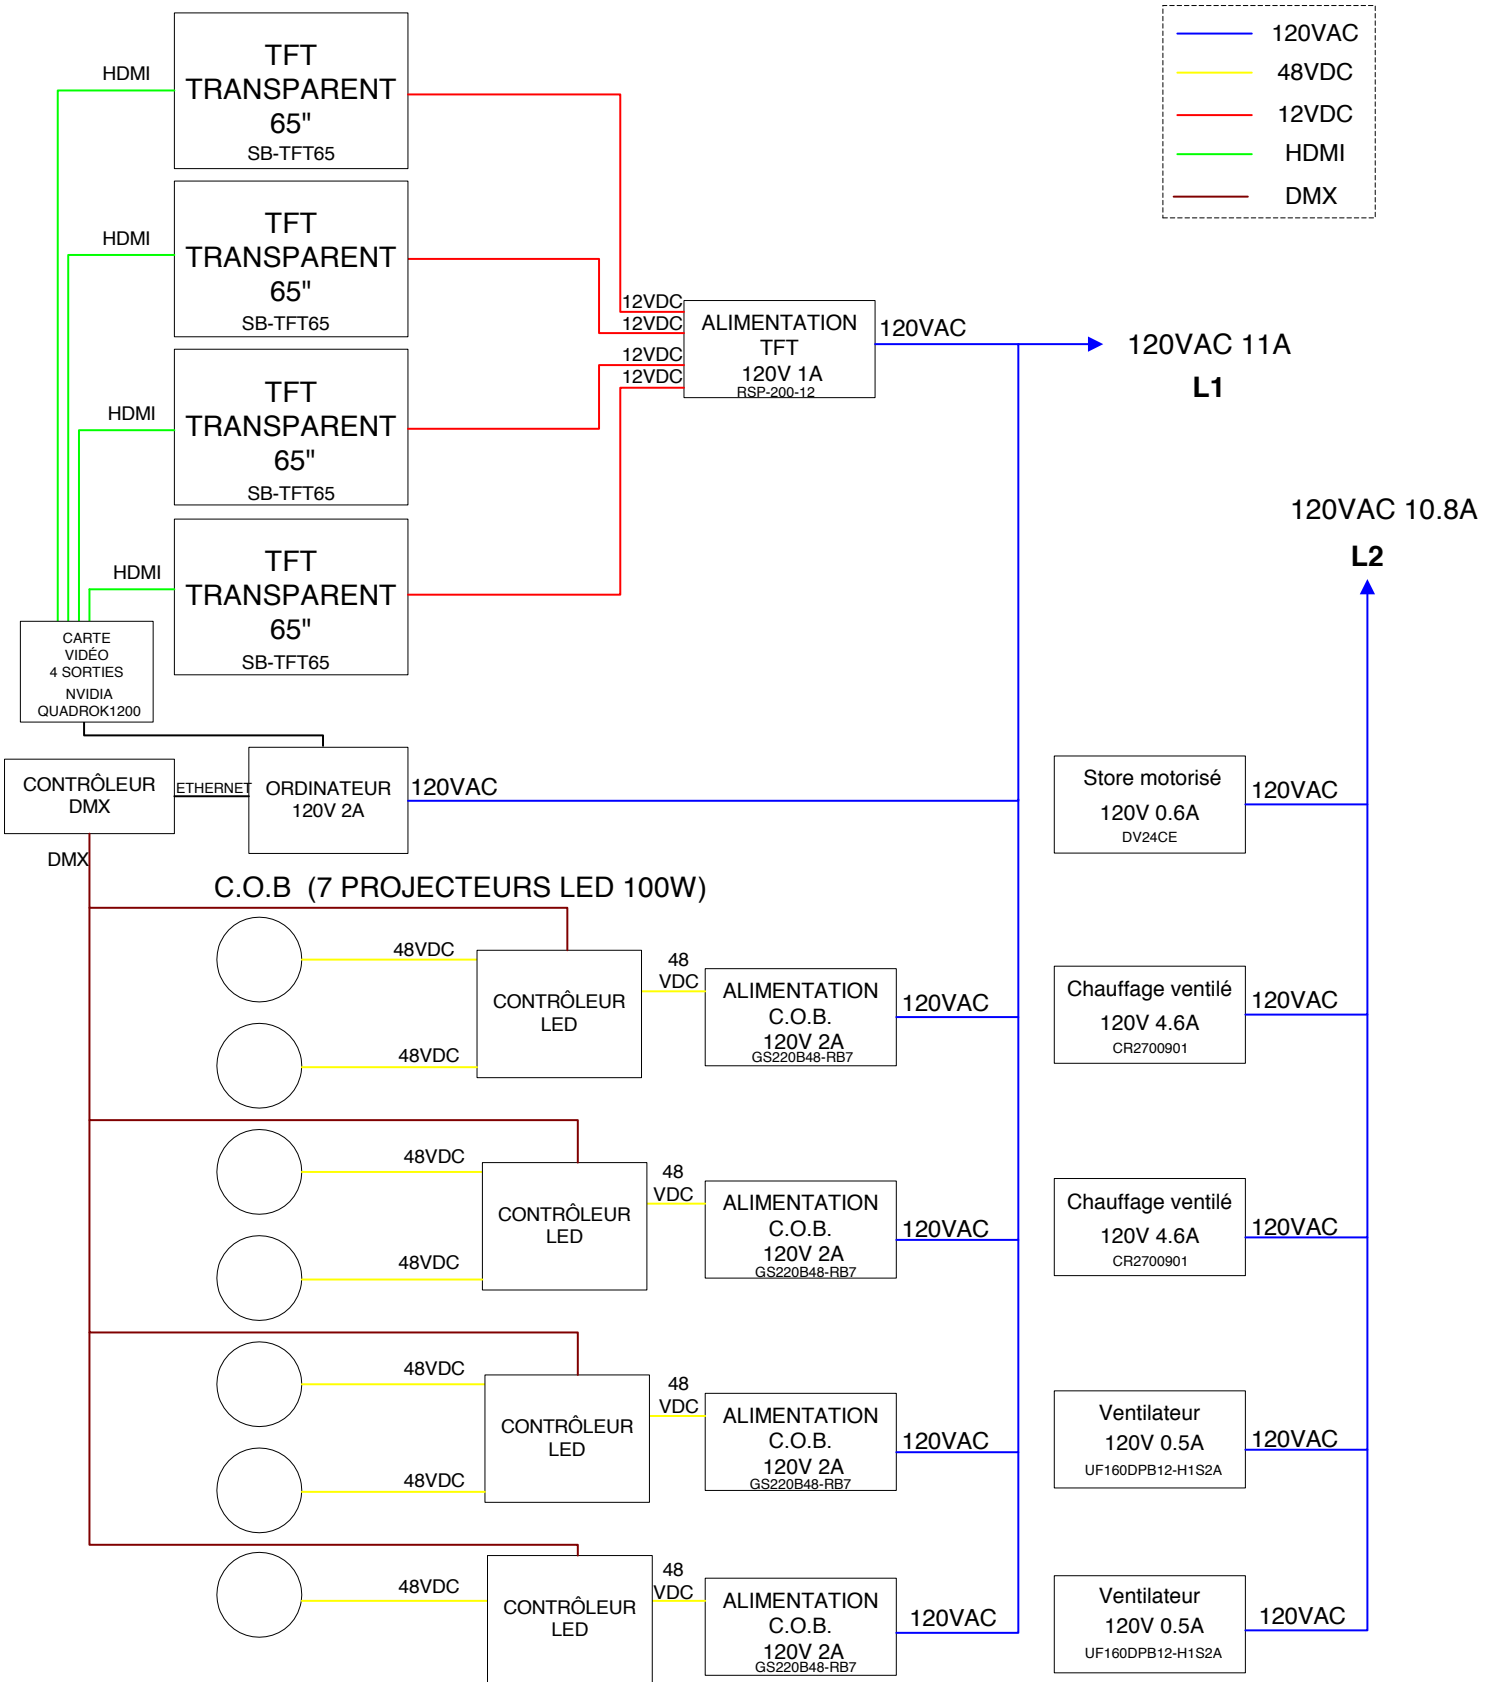 120VAC
48VDC
12VDC
HDMI
DMX
HDMI
TFT
TRANSPARENT
65"
SB-TFT65
HDMI
TFT
TRANSPARENT
65"
SB-TFT65
HDMI
TFT
TRANSPARENT
65"
SB-TFT65
HDMI
TFT
TRANSPARENT
65"
SB-TFT65
12VDC
12VDC
12VDC
12VDC
ALIMENTATION
TFT
120V 1A
RSP-200-12
120VAC
120VAC 11A
L1
120VAC 10.8A
L2
CARTE
VIDÉO
4 SORTIES
NVIDIA
QUADROK1200
CONTRÔLEUR
DMX
ETHERNET
ORDINATEUR
120V 2A
120VAC
DMX
C.O.B (7 PROJECTEURS LED 100W)
48VDC
48VDC
CONTRÔLEUR
LED
48
VDC
ALIMENTATION
C.O.B.
120V 2A
GS220B48-RB7
120VAC
48VDC
48VDC
CONTRÔLEUR
LED
48
VDC
ALIMENTATION
C.O.B.
120V 2A
GS220B48-RB7
120VAC
48VDC
48VDC
CONTRÔLEUR
LED
48
VDC
ALIMENTATION
C.O.B.
120V 2A
GS220B48-RB7
120VAC
48VDC
CONTRÔLEUR
LED
48
VDC
ALIMENTATION
C.O.B.
120V 2A
GS220B48-RB7
120VAC
Store motorisé
120V 0.6A
DV24CE
120VAC
Chauffage ventilé
120V 4.6A
CR2700901
120VAC
Chauffage ventilé
120V 4.6A
CR2700901
120VAC
Ventilateur
120V 0.5A
UF160DPB12-H1S2A
120VAC
Ventilateur
120V 0.5A
UF160DPB12-H1S2A
120VAC